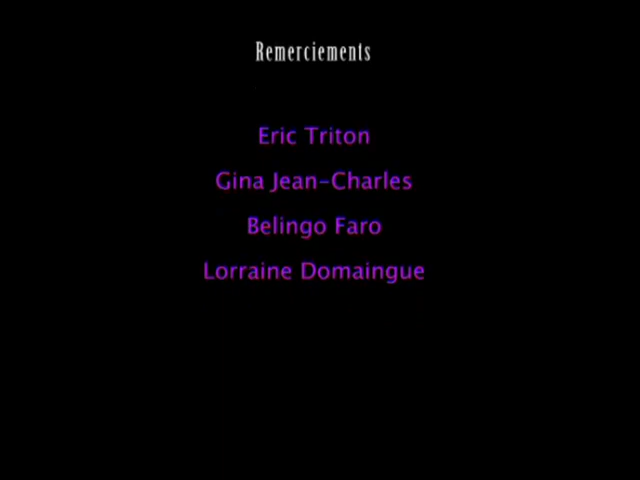 Remerciements
Eric Triton
Gina Jean-Charles
Belingo Faro
Lorraine Domaingue